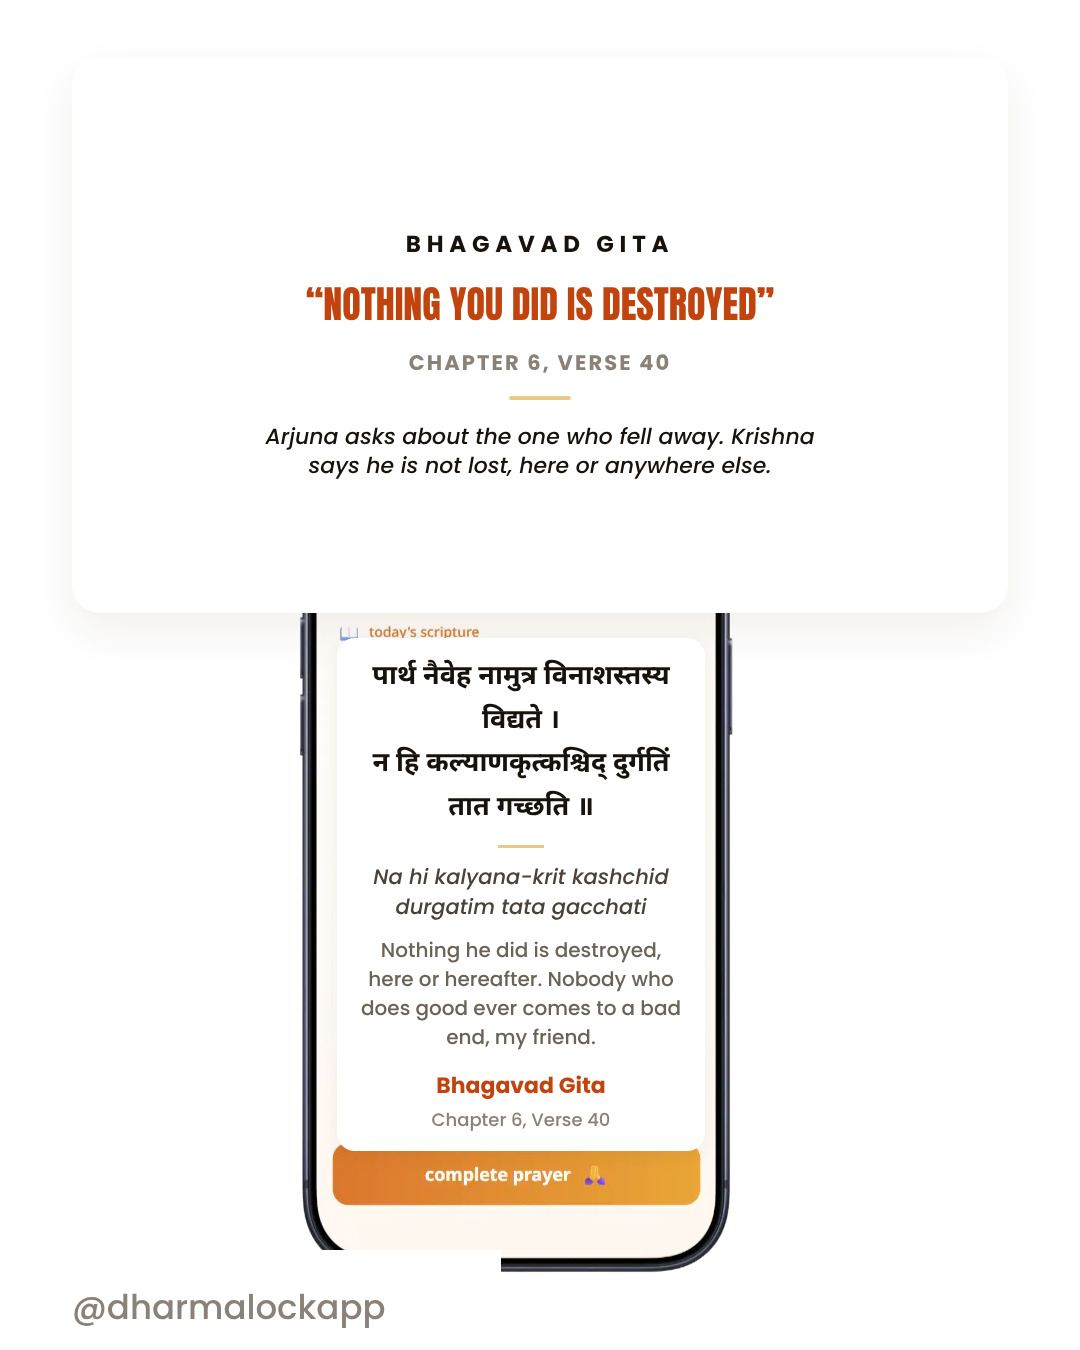 BHAGAVAD GITA
“NOTHING YOU DID IS DESTROYED”
CHAPTER 6, VERSE 40
Arjuna asks about the one who fell away. Krishna
says he is not lost, here or anywhere else.
today's scripture
पार्थ नैवेह नामुत्र विनाशस्तस्य
विद्यते ।
न हि कल्याणकृत्कश्चिद् दुर्गतिं
तात गच्छति ॥
Na hi kalyana-krit kashchid
durgatim tata gacchati
Nothing he did is destroyed,
here or hereafter. Nobody who
does good ever comes to a bad
end, my friend.
Bhagavad Gita
Chapter 6, Verse 40
complete prayer
@dharmalockapp